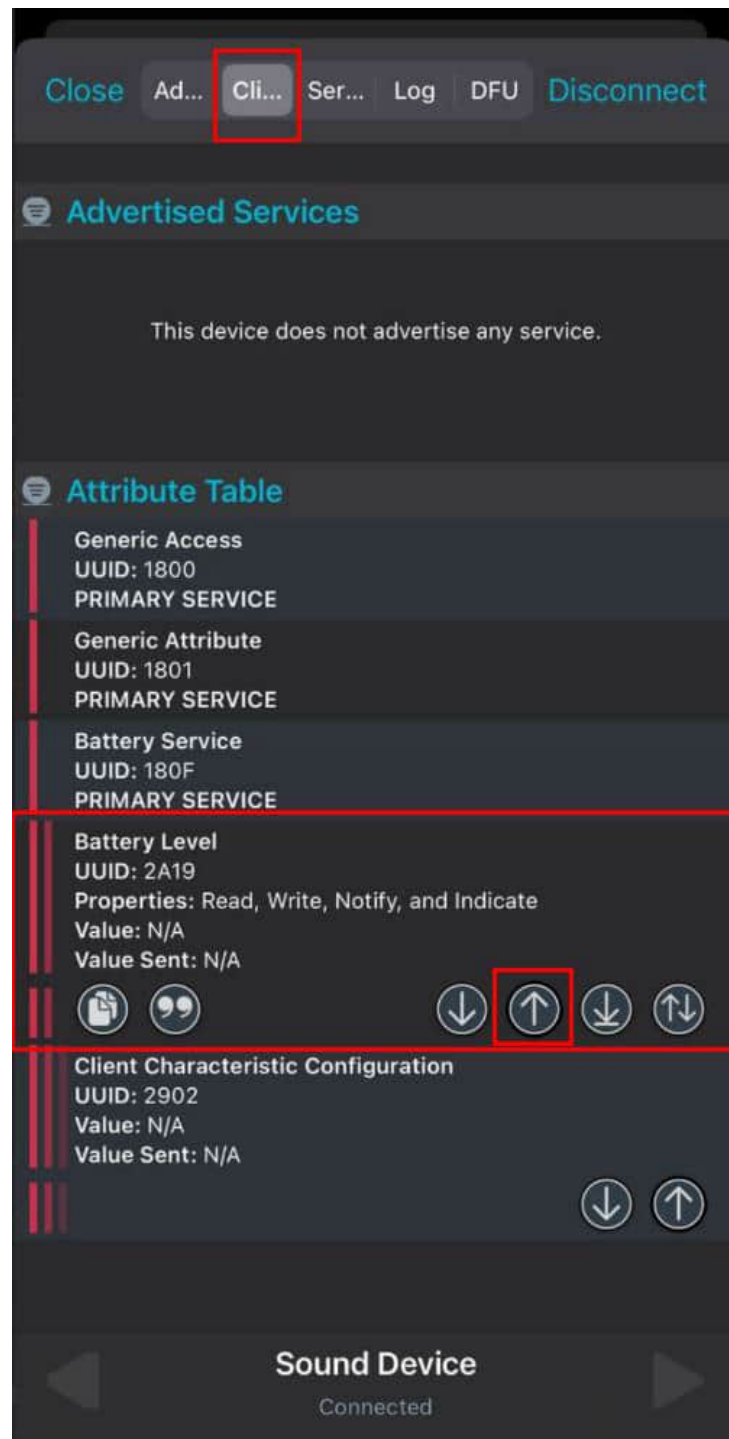 Close Ad... Cli... Ser... Log DFU Disconnect
Advertised Services
This device does not advertise any service.
Attribute Table
Generic Access
UUID: 1800
PRIMARY SERVICE
Generic Attribute
UUID: 1801
PRIMARY SERVICE
Battery Service
UUID: 180F
PRIMARY SERVICE
Battery Level
UUID: 2A19
Properties: Read, Write, Notify, and Indicate
Value: N/A
Value Sent: N/A
Client Characteristic Configuration
UUID: 2902
Value: N/A
Value Sent: N/A
Sound Device
Connected